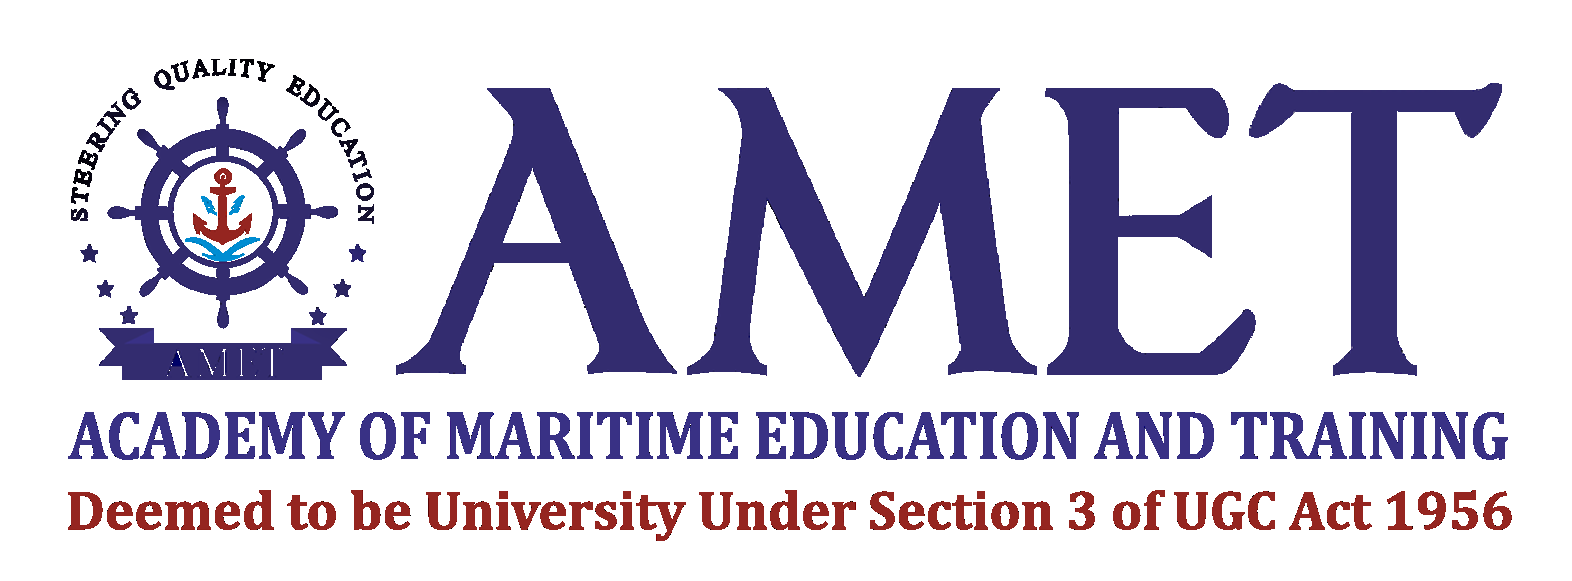 STEERING QUALITY EDUCATION
AMET
AMET
ACADEMY OF MARITIME EDUCATION AND TRAINING
Deemed to be University Under Section 3 of UGC Act 1956